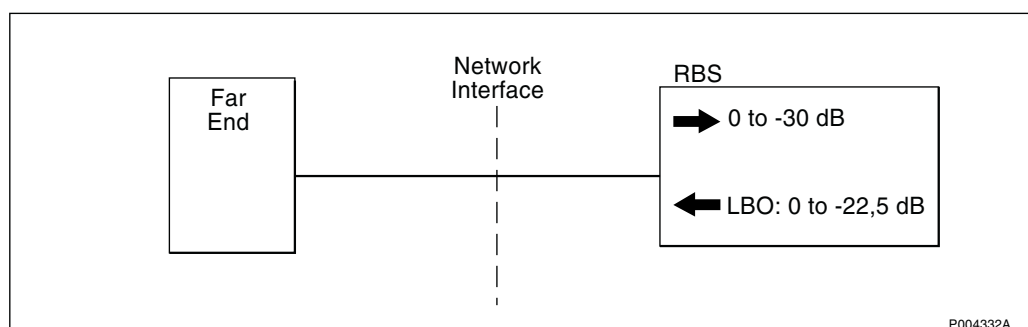 Far
End
Network
Interface
RBS
0 to -30 dB
LBO: 0 to -22,5 dB
P004332A